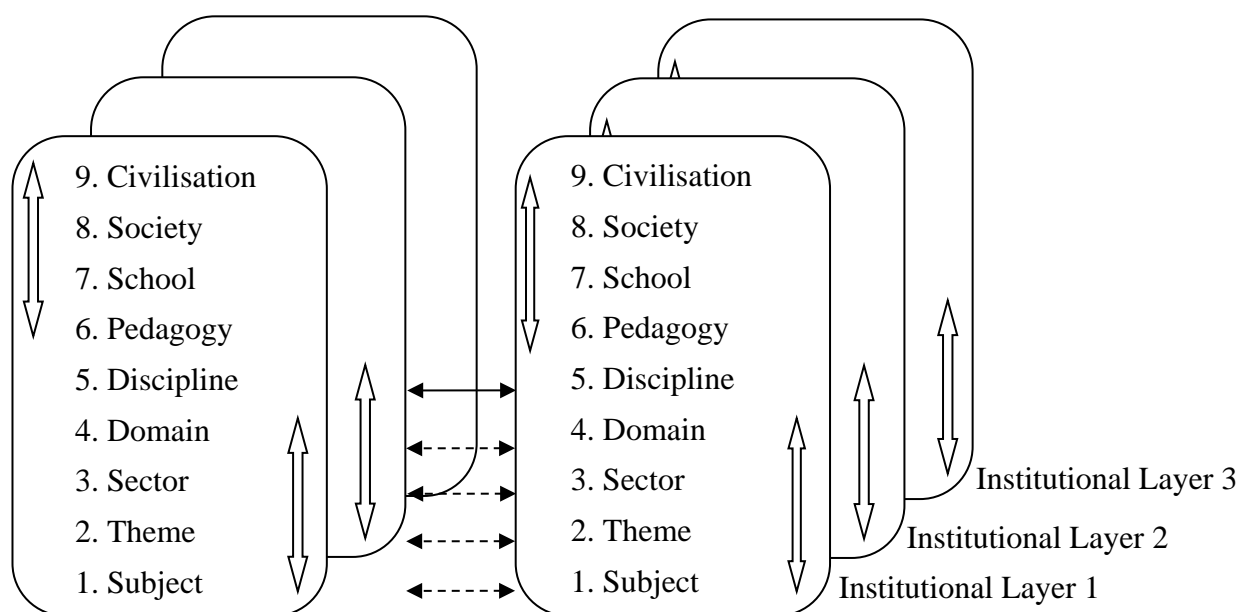 9. Civilisation
8. Society
7. School
6. Pedagogy
5. Discipline
4. Domain
3. Sector
2. Theme
1. Subject
9. Civilisation
8. Society
7. School
6. Pedagogy
5. Discipline
4. Domain
3. Sector
2. Theme
1. Subject
Institutional Layer 3
Institutional Layer 2
Institutional Layer 1